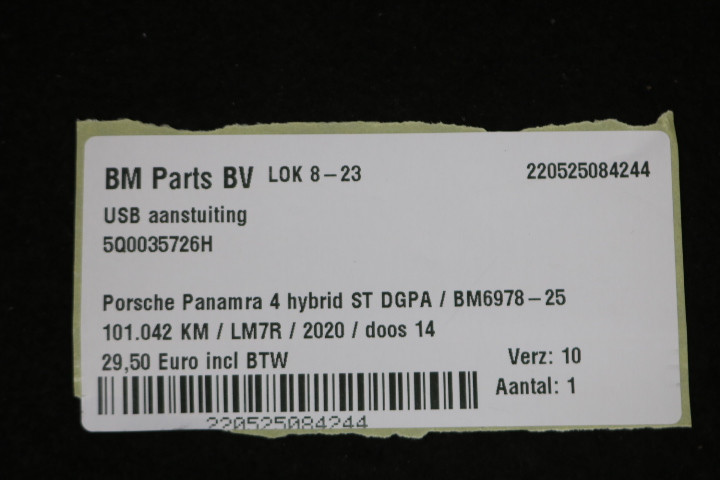 BM Parts BV LOK 8-23 220525084244
USB aanstuiting
5Q0035726H
Porsche Panamra 4 hybrid ST DGPA / BM6978-25
101.042 KM / LM7R / 2020 / doos 14
29,50 Euro incl BTW Verz: 10
Aantal: 1
220525084244